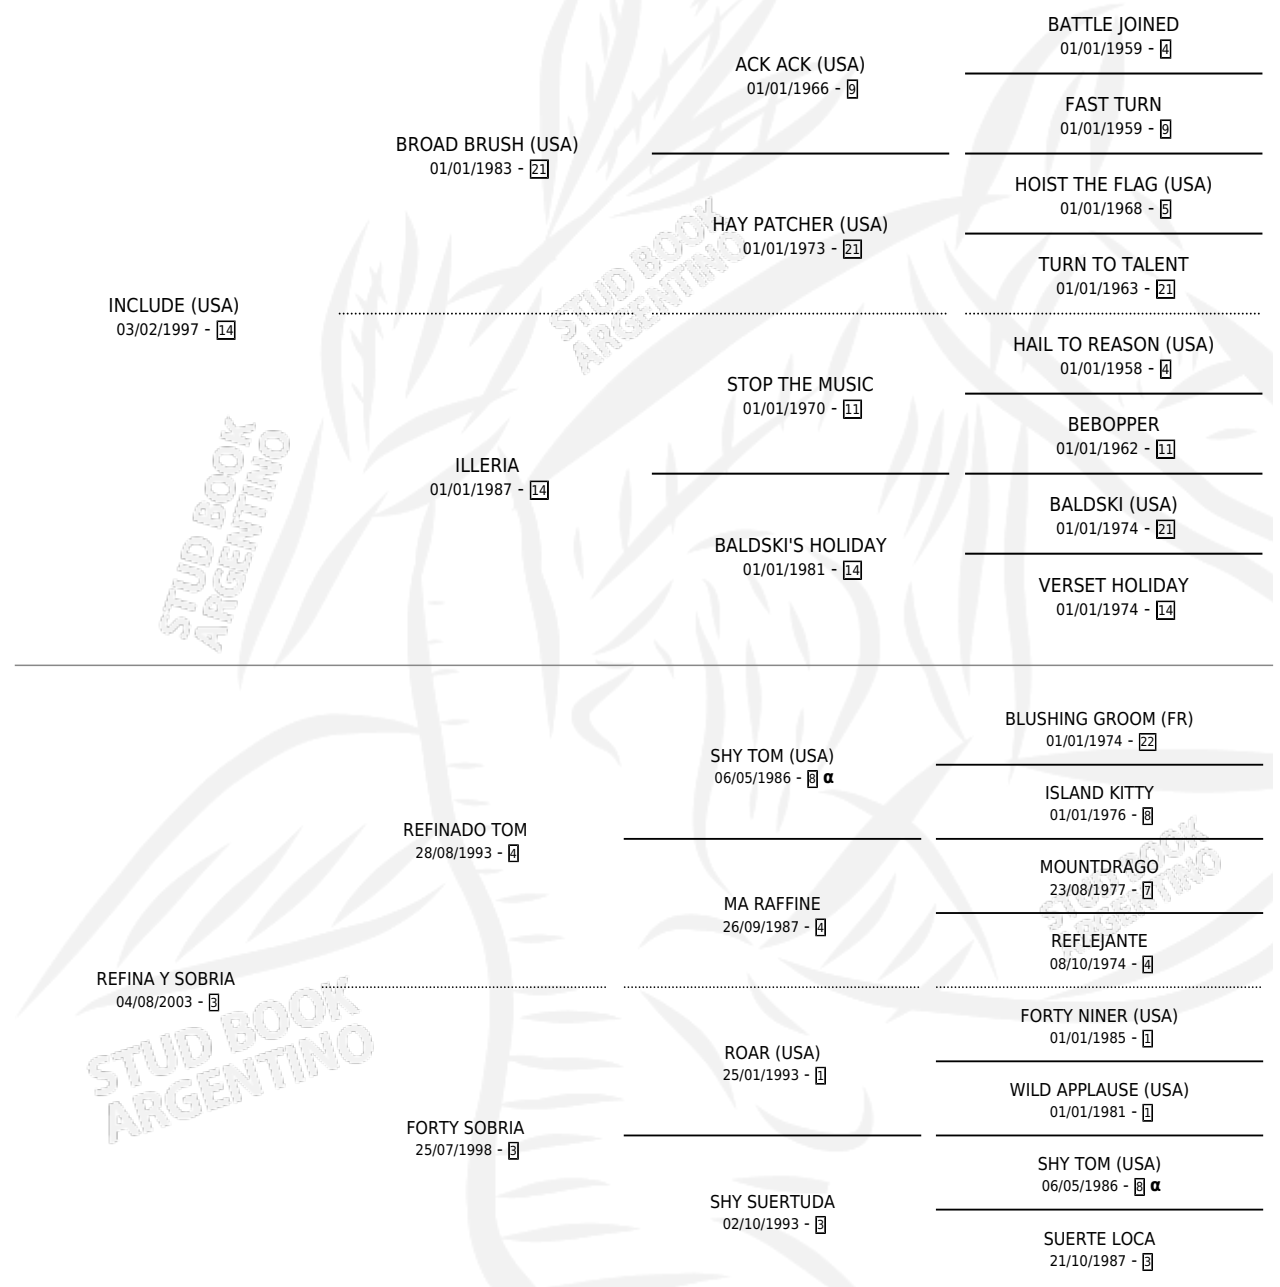 INCLUDE (USA)
03/02/1997 - 14
BROAD BRUSH (USA)
01/01/1983 - 21
ILLERIA
01/01/1987 - 14
ACK ACK (USA)
01/01/1966 - 9
HAY PATCHER (USA)
01/01/1973 - 21
STOP THE MUSIC
01/01/1970 - 11
BALDSKI'S HOLIDAY
01/01/1981 - 14
BATTLE JOINED
01/01/1959 - 4
FAST TURN
01/01/1959 - 9
HOIST THE FLAG (USA)
01/01/1968 - 5
TURN TO TALENT
01/01/1963 - 21
HAIL TO REASON (USA)
01/01/1958 - 4
BEBOPPER
01/01/1962 - 11
BALDSKI (USA)
01/01/1974 - 21
VERSET HOLIDAY
01/01/1974 - 14
REFINA Y SOBRIA
04/08/2003 - 3
REFINADO TOM
28/08/1993 - 4
FORTY SOBRIA
25/07/1998 - 3
SHY TOM (USA)
06/05/1986 - 8 α
MA RAFFINE
26/09/1987 - 4
ROAR (USA)
25/01/1993 - 1
SHY SUERTUDA
02/10/1993 - 3
BLUSHING GROOM (FR)
01/01/1974 - 22
ISLAND KITTY
01/01/1976 - 8
MOUNTDRAGO
23/08/1977 - 7
REFLEJANTE
08/10/1974 - 4
FORTY NINER (USA)
01/01/1985 - 1
WILD APPLAUSE (USA)
01/01/1981 - 1
SHY TOM (USA)
06/05/1986 - 8 α
SUERTE LOCA
21/10/1987 - 3
STUD BOOK
ARGENTINO
STUD BOOK
ARGENTINO
STUD BOOK
ARGENTINO
STUD BOOK
ARGENTINO